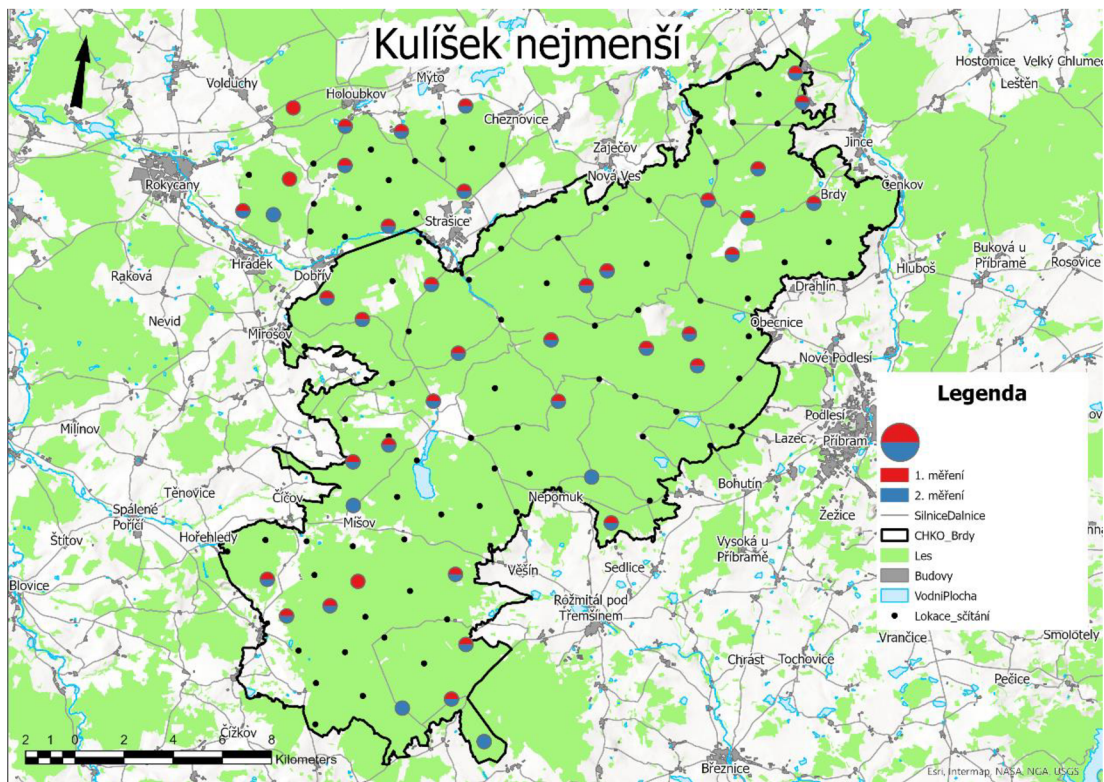 Kulíšek nejmenší
Hostomice
Velký Chlumec
Leštěn
Volduchy
Mýto
Holoubkov
Cheznovice
Zaječov
Nová Ves
Jince
Čenkov
Brdy
Rokycany
Strašice
Hrádek
Dobřív
Raková
Buková u
Příbramě
Rosovice
Hluboš
Drahlín
Nevid
Mirošov
Obecnice
Nové Podlesí
Legenda
1. měření
2. měření
SilniceDalnice
CHKO_Brdy
Les
Budovy
VodníPlocha
Lokace_sčítání
Podlesí
Příbram
Lazec
Milínov
Bohutín
Žežice
Těnovice
Číčov
Nepomuk
Spálené
Poříčí
Míšov
Štítov
Hořehledy
Vysoká u
Příbramě
Věšín
Sedlice
Blovice
Rožmitál pod
Třemšínem
Vrančice
Smolotely
Chrást
Tochovice
Pečice
Čížkov
Březnice
2 1 0 2 4 6 8
Kilometers
Esri, Intermap, NASA, NGA, USGS